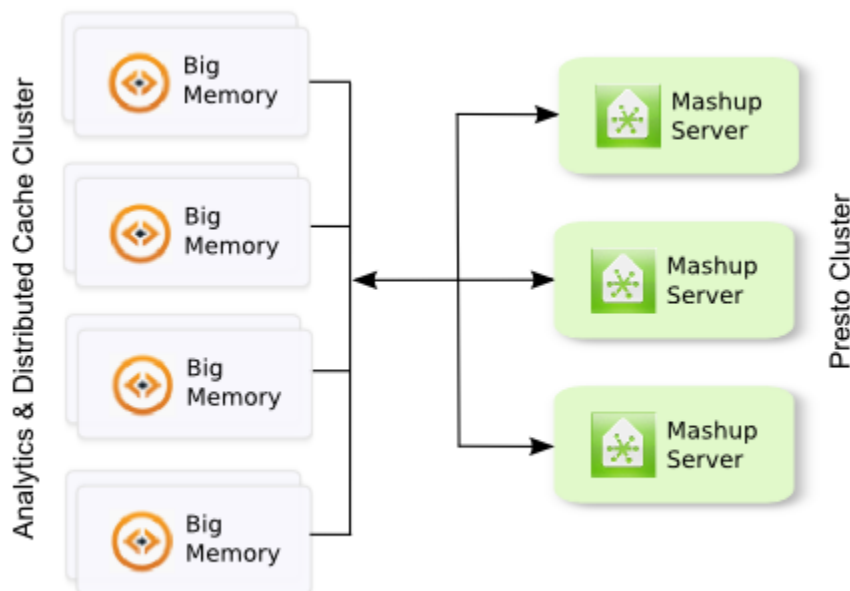 Analytics & Distributed Cache Cluster
Big
Memory
Big
Memory
Big
Memory
Big
Memory
Mashup
Server
Mashup
Server
Mashup
Server
Presto Cluster